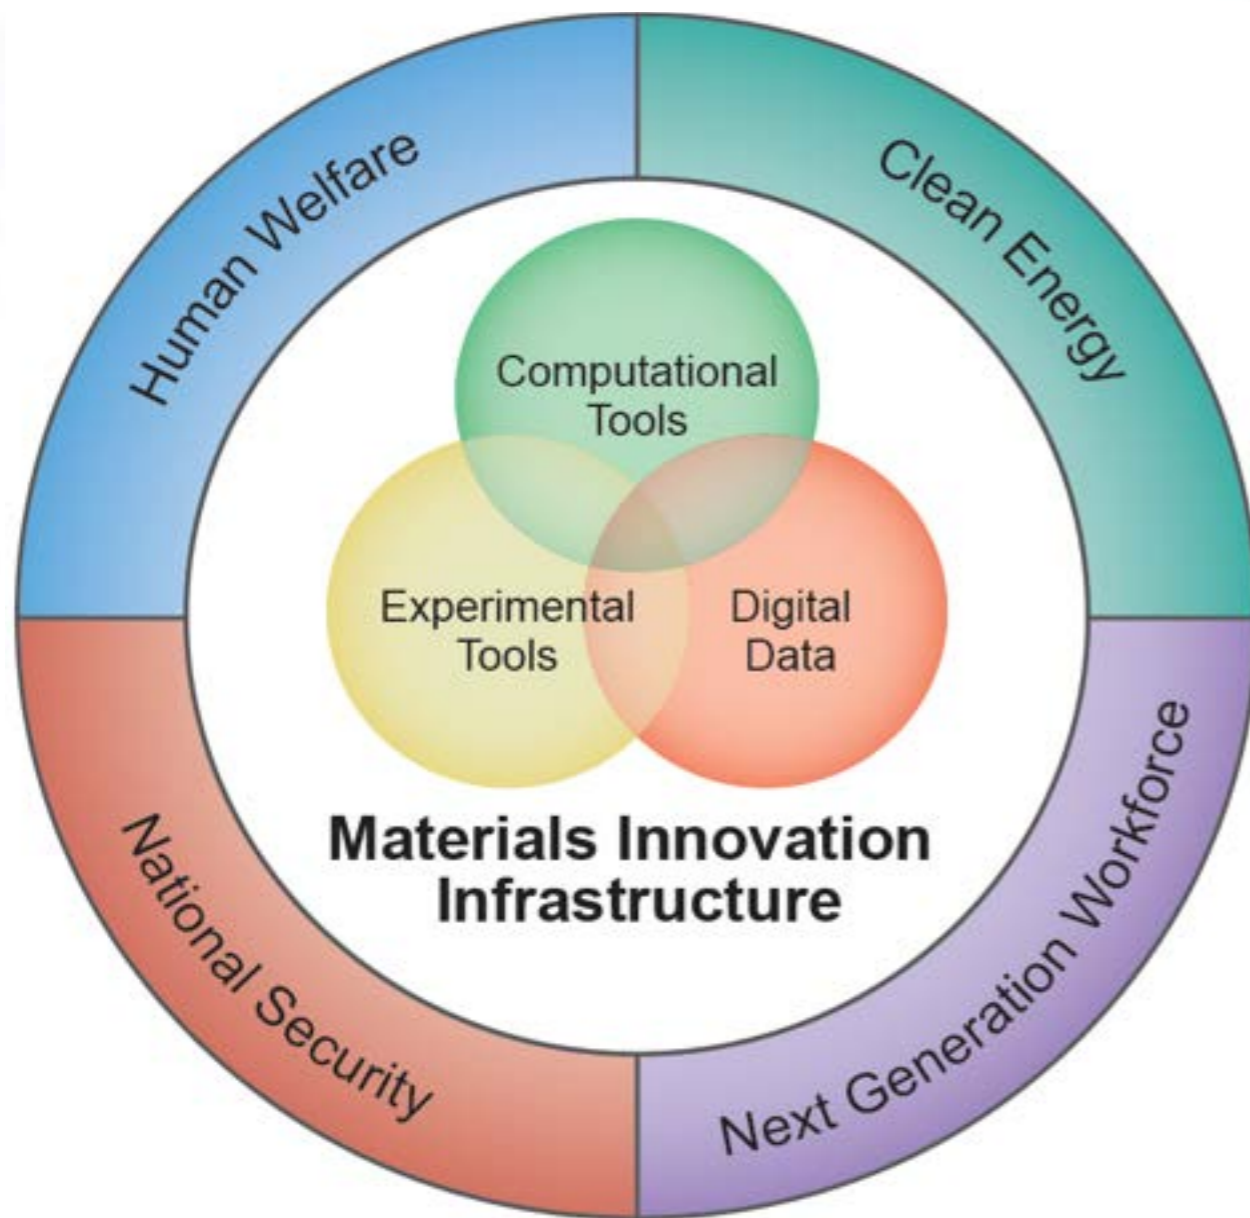 Human Welfare
Clean Energy
Computational
Tools
Experimental
Tools
Digital
Data
Materials Innovation
Infrastructure
National Security
Next Generation Workforce